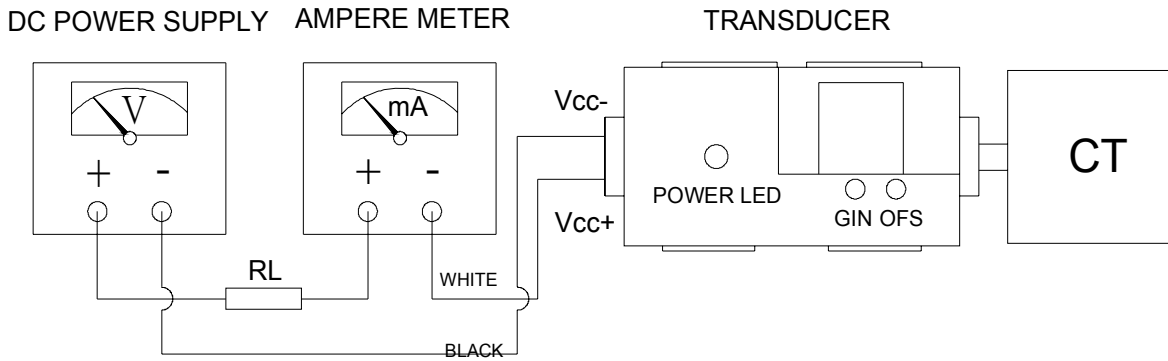 DC POWER SUPPLY
AMPERE METER
TRANSDUCER
V
+ -
mA
+ -
Vcc-
Vcc+
POWER LED
GIN OFS
CT
RL
WHITE
BLACK